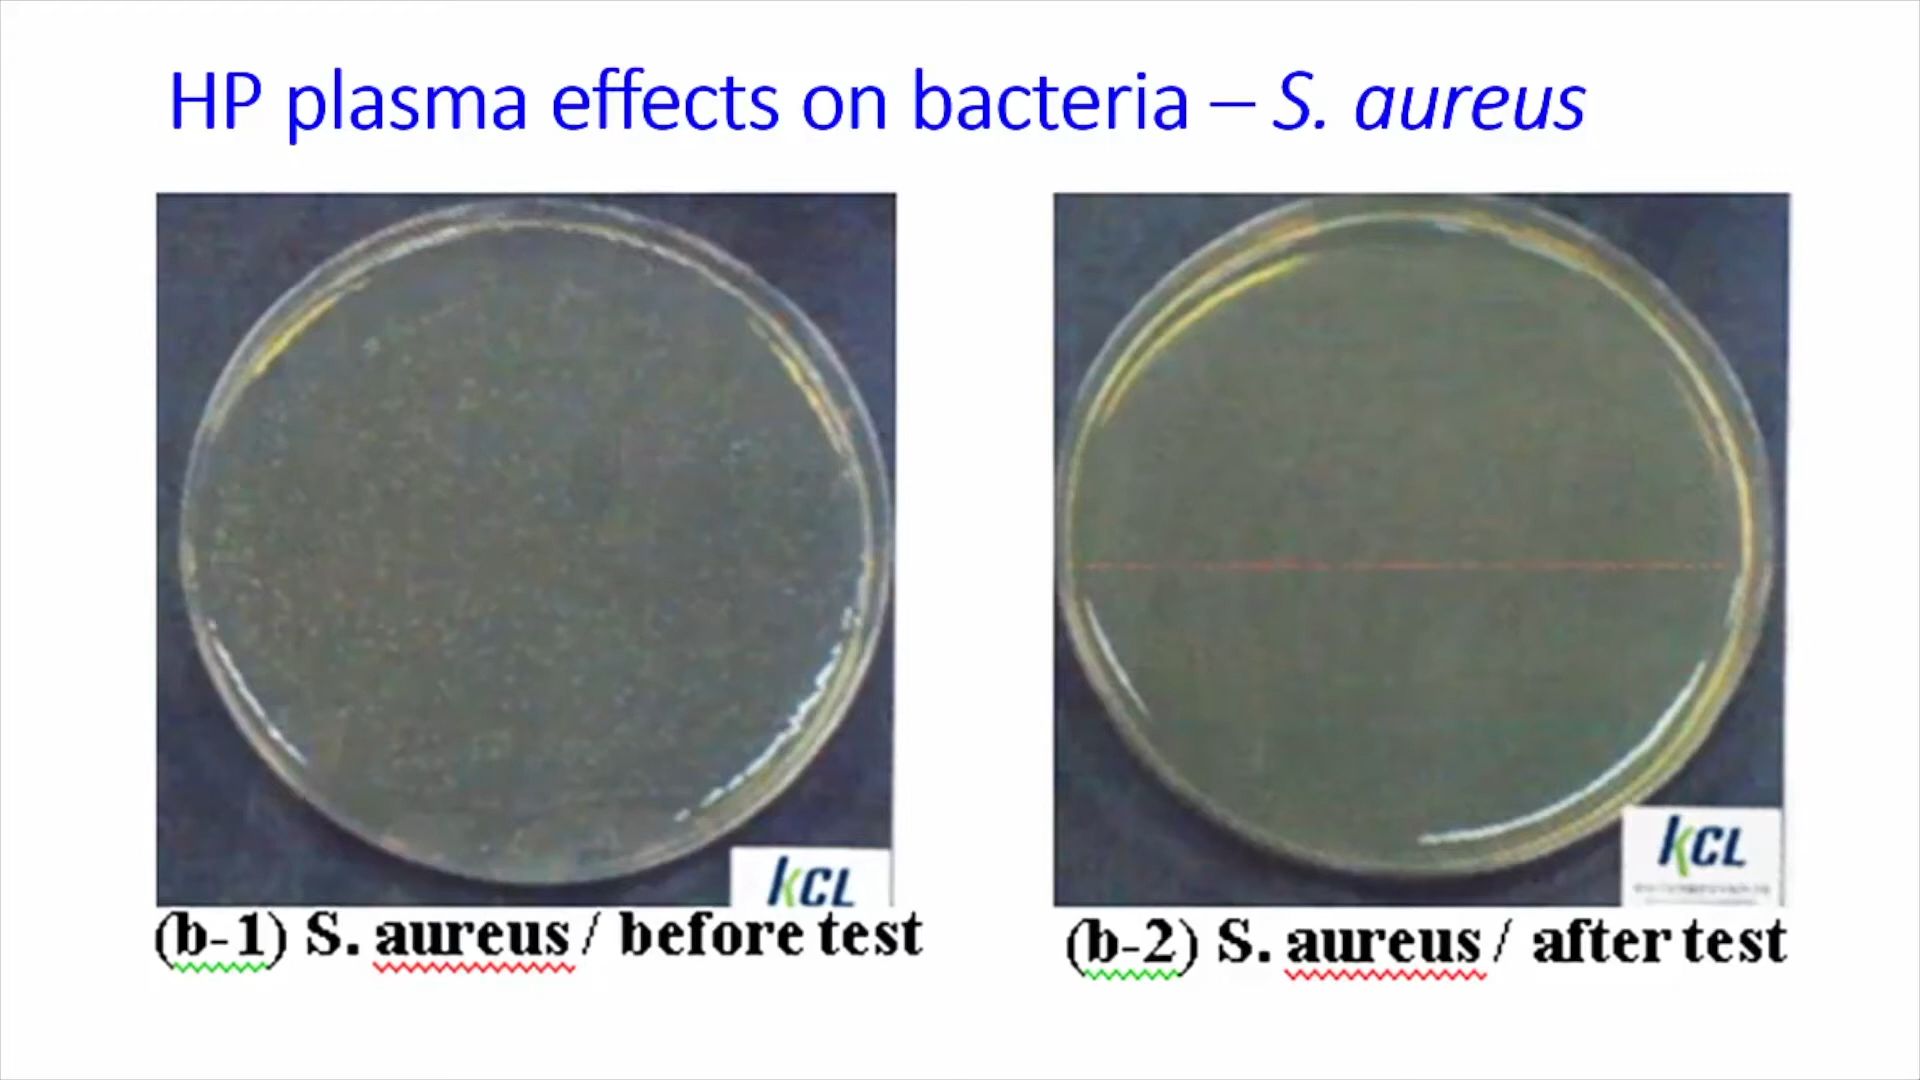 HP plasma effects on bacteria – S. aureus
KCL
KCL
(b-1) S. aureus / before test
(b-2) S. aureus / after test